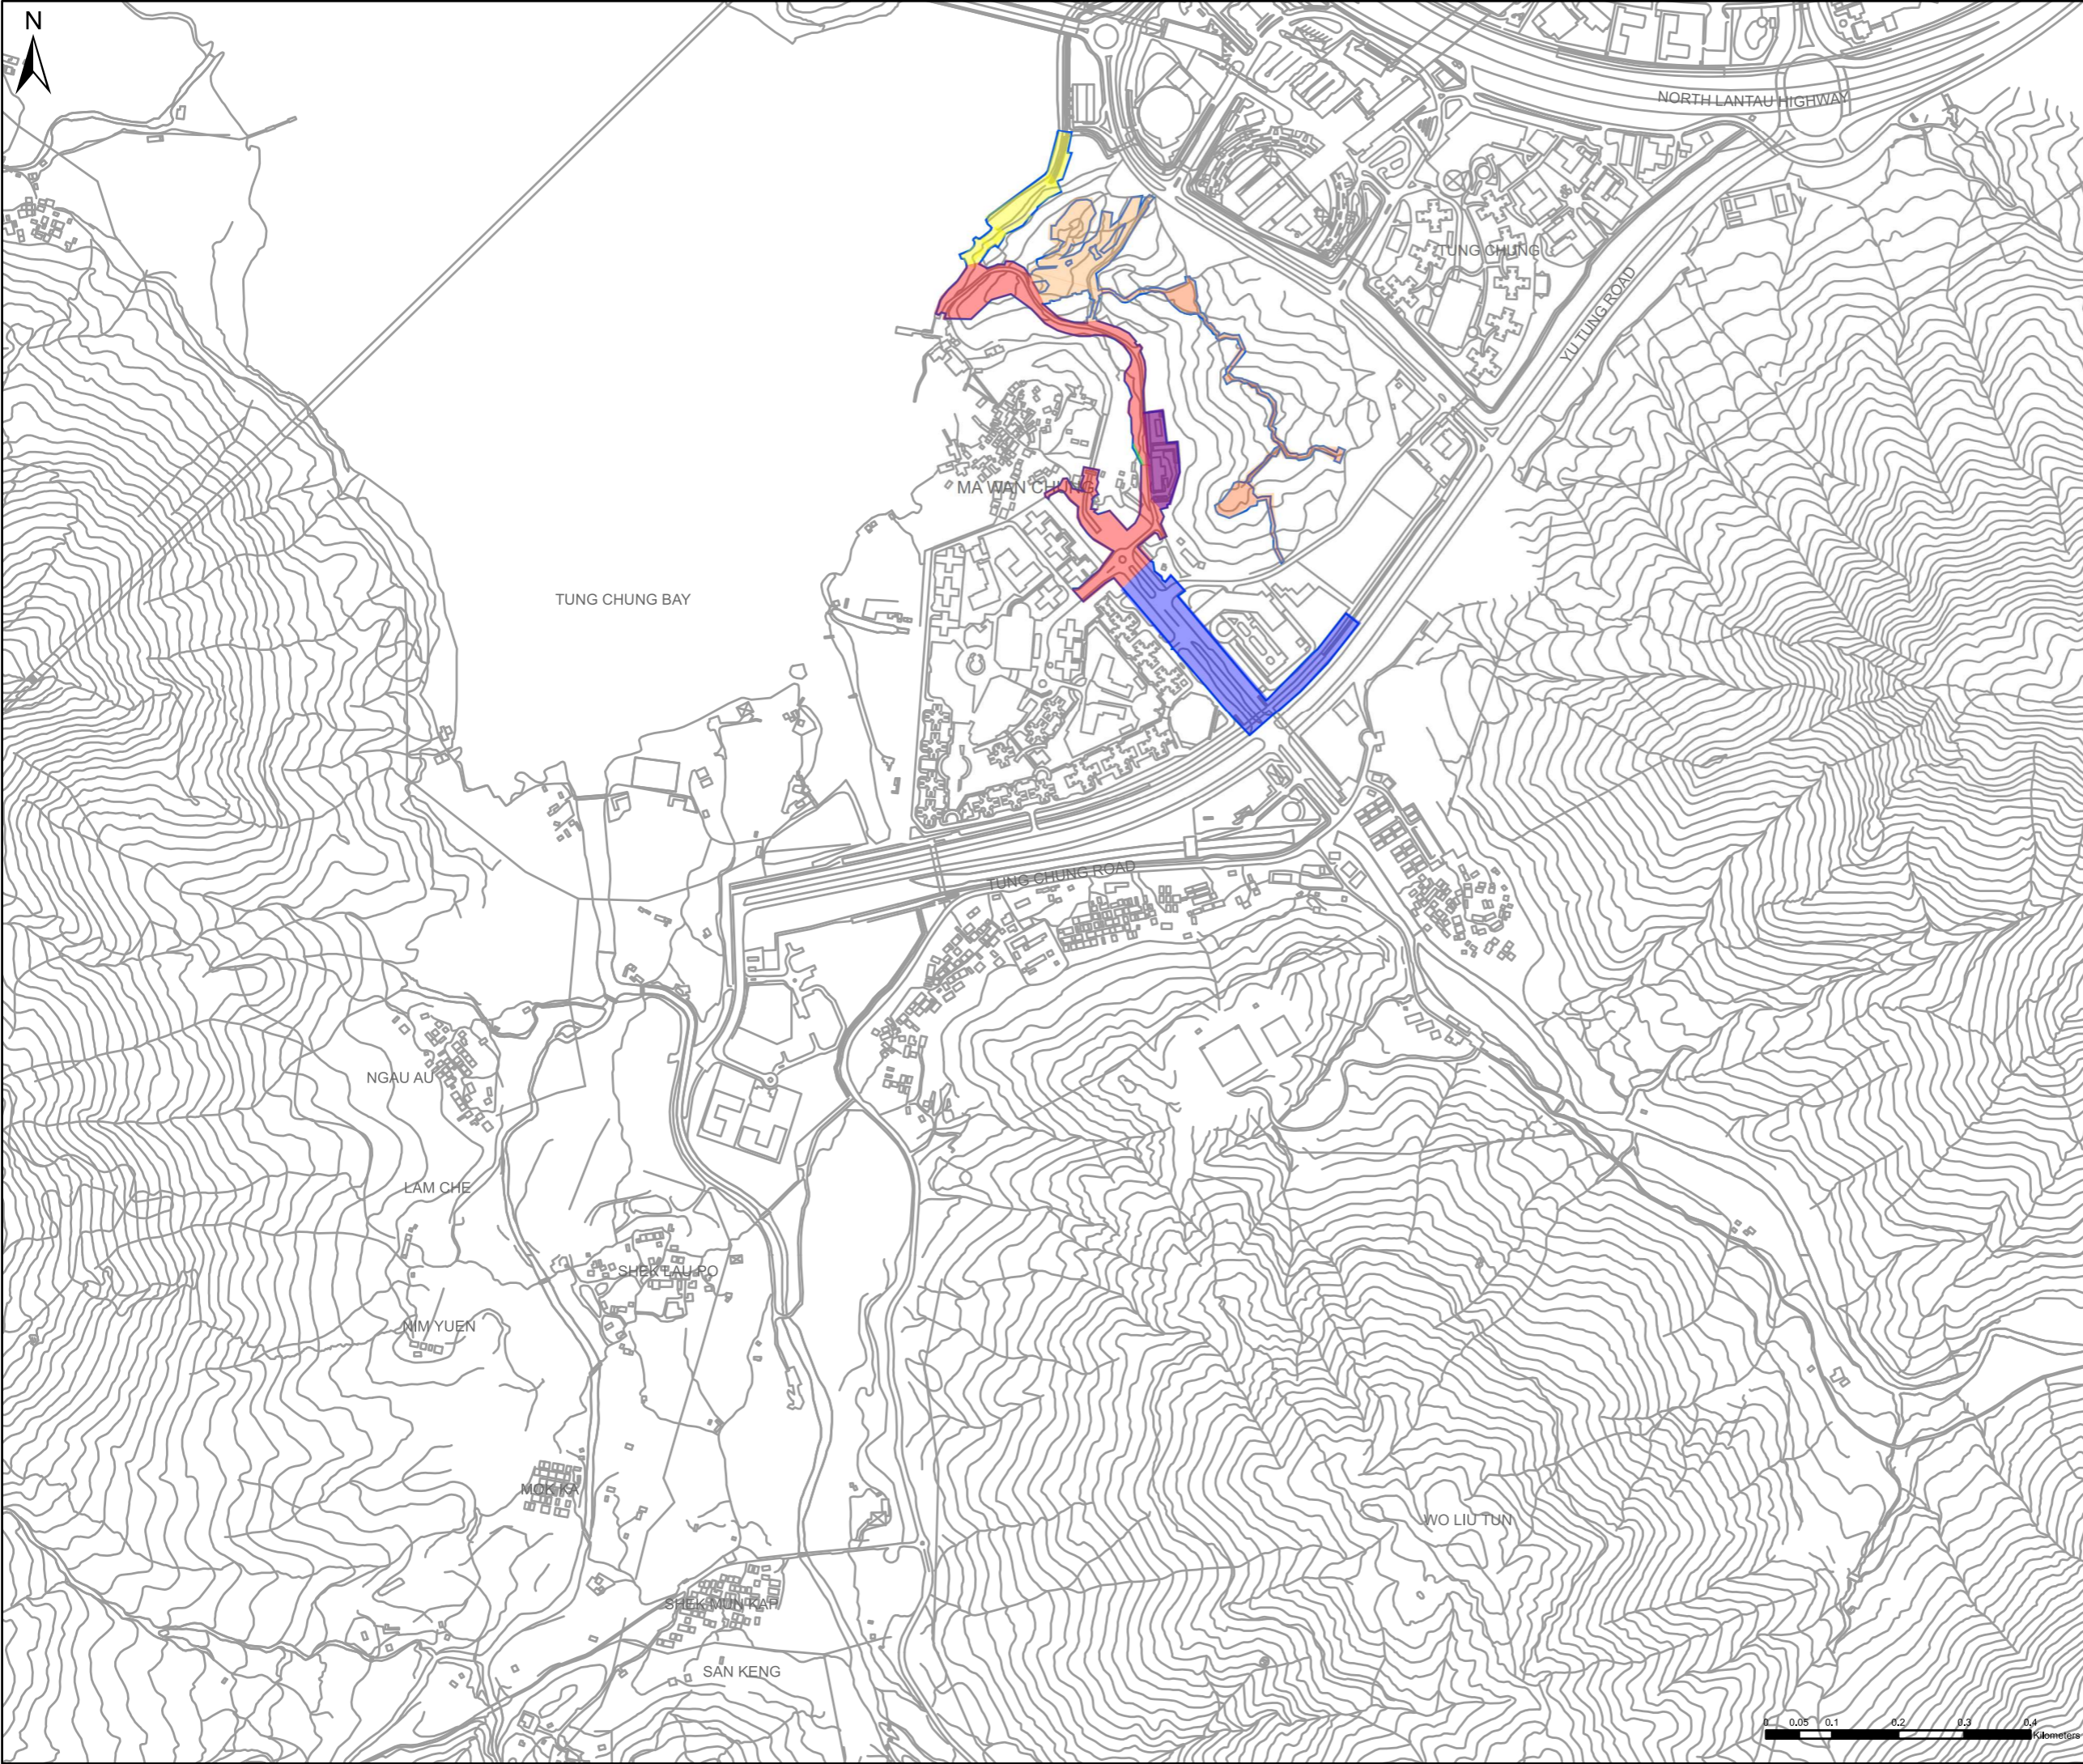 N
NORTH LANTAU HIGHWAY
TUNG CHUNG
YU TUNG ROAD
MA WAN CHUNG
TUNG CHUNG BAY
TUNG CHUNG ROAD
NGAU AU
LAM CHE
SHEK LAU PO
NIM YUEN
MOK KA
WO LIU TUN
SHEK MUN KAP
SAN KENG
0 0.05 0.1 0.2 0.3 0.4
Kilometers